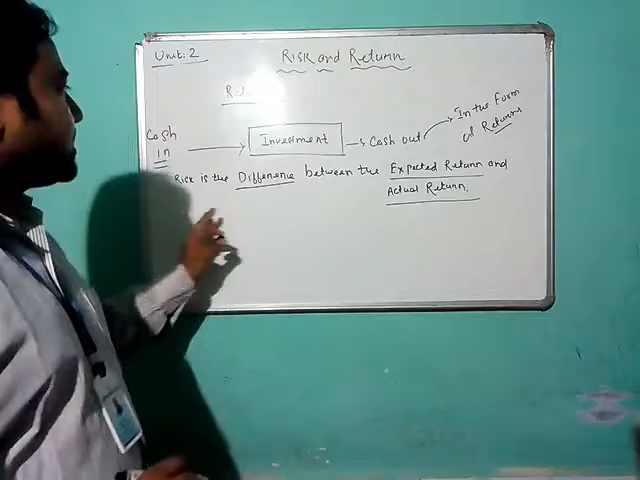 Unit: 2
Risk and Return
Cash in
Investment
Cash out
In the Form of Returns
Risk is the Difference between the Expected Return and
Actual Return.